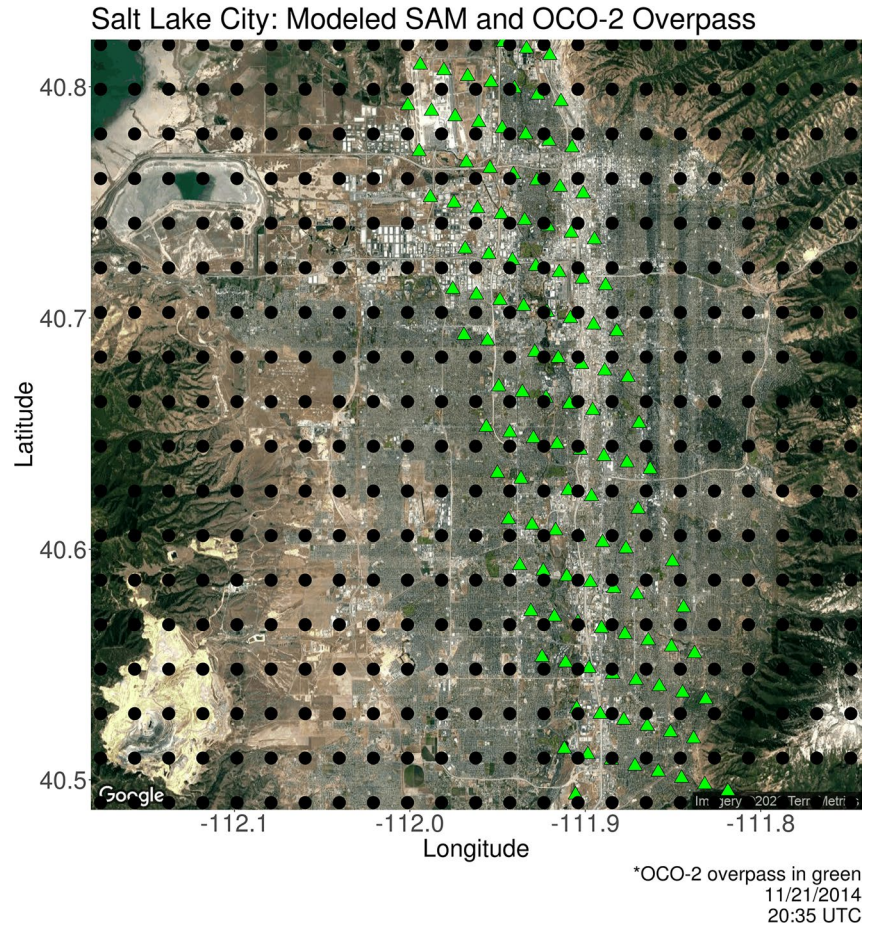 Salt Lake City: Modeled SAM and OCO-2 Overpass
40.8
40.7
40.6
40.5
Latitude
Google
-112.1
-112.0
-111.9
-111.8
Longitude
*OCO-2 overpass in green
11/21/2014
20:35 UTC